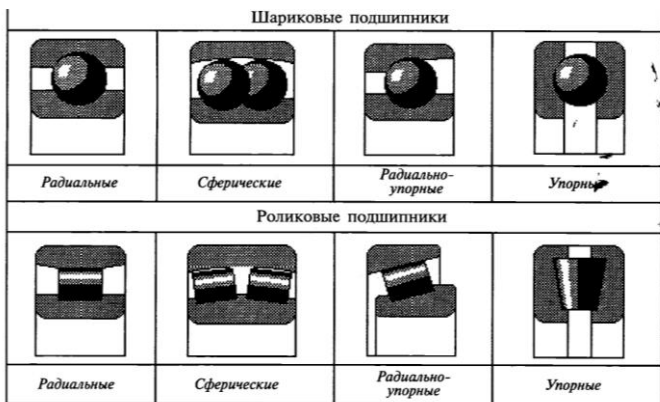 Шариковые подшипники
Радиальные
Сферические
Радиально-
упорные
Упорные
Роликовые подшипники
Радиальные
Сферические
Радиально-
упорные
Упорные